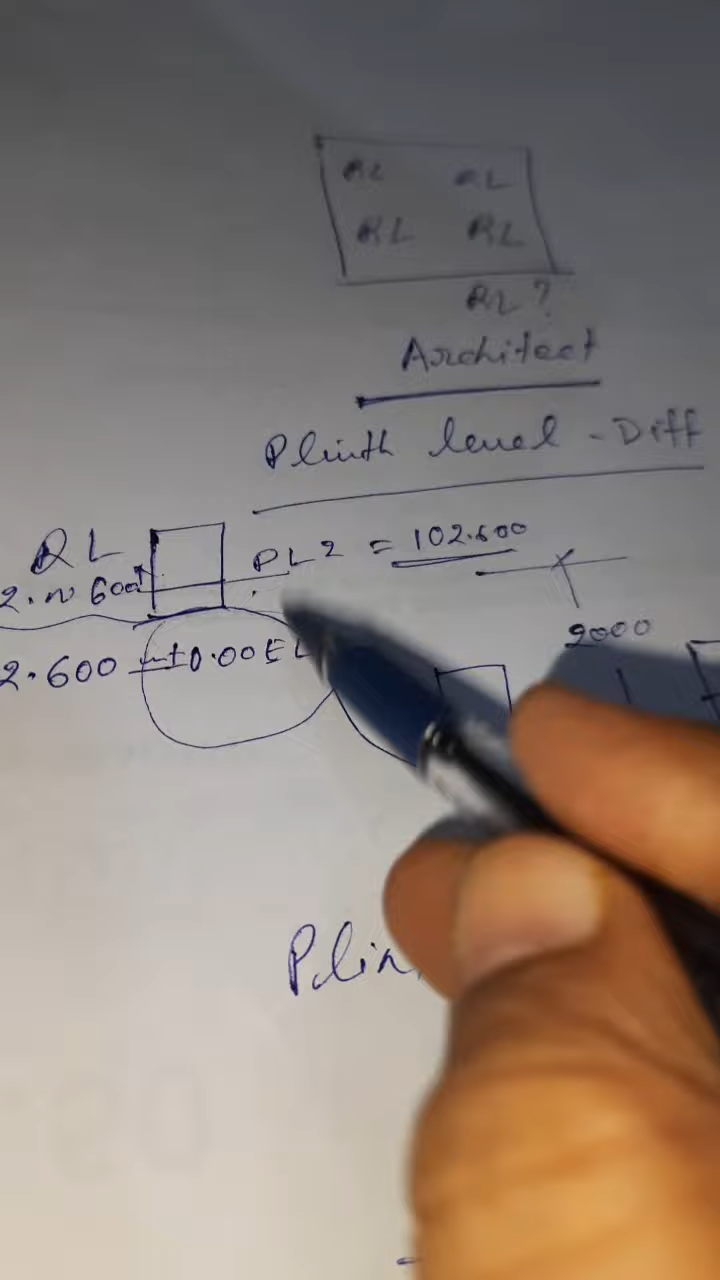 RL RL
RL RL
RL ?
Architect
Plinth level - Diff
RL
PL2 = 102.600
2000
2.600 ±0.00 EL
Plin